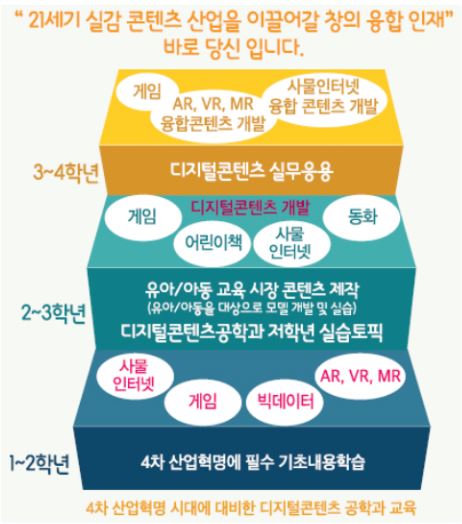 “ 21세기 실감 콘텐츠 산업을 이끌어갈 창의 융합 인재”
바로 당신 입니다.
게임
AR, VR, MR
융합콘텐츠 개발
사물인터넷
융합 콘텐츠 개발
3~4학년
디지털콘텐츠 실무응용
디지털콘텐츠 개발
게임
어린이책
사물
인터넷
동화
2~3학년
유아/아동 교육 시장 콘텐츠 제작
(유아/아동을 대상으로 모델 개발 및 실습)
디지털콘텐츠공학과 저학년 실습토픽
사물
인터넷
게임
빅데이터
AR, VR, MR
1~2학년
4차 산업혁명에 필수 기초내용학습
4차 산업혁명 시대에 대비한 디지털콘텐츠 공학과 교육